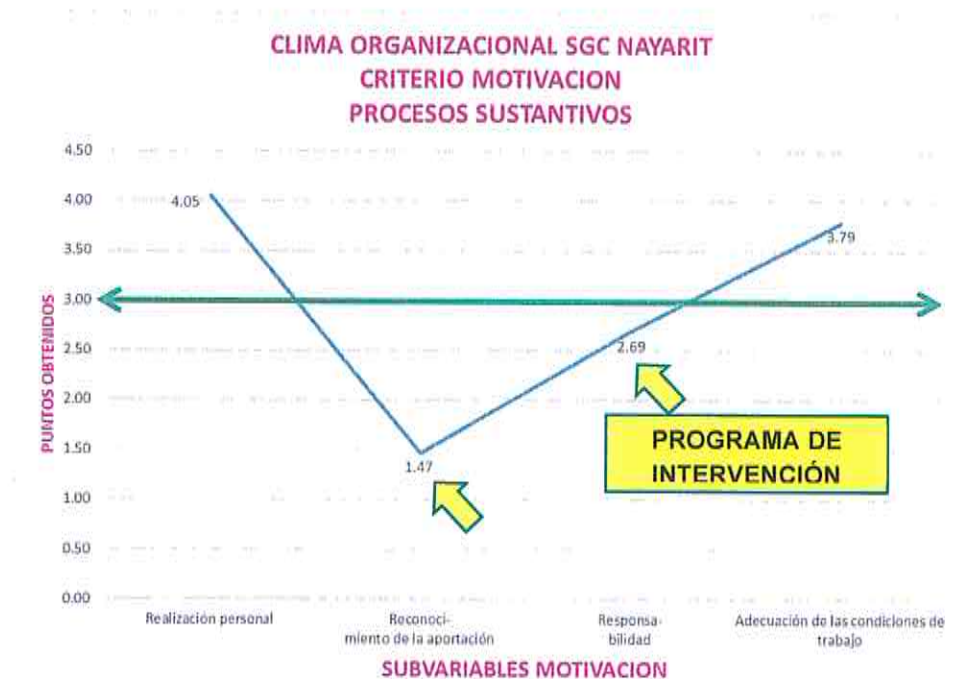 CLIMA ORGANIZACIONAL SGC NAYARIT
CRITERIO MOTIVACION
PROCESOS SUSTANTIVOS
PUNTOS OBTENIDOS
4.50
4.00
3.50
3.00
2.50
2.00
1.50
1.00
0.50
0.00
4.05
1.47
2.69
3.79
PROGRAMA DE
INTERVENCIÓN
Realización personal
Reconoci-
miento de la aportación
Responsa-
bilidad
Adecuación de las condiciones de
trabajo
SUBVARIABLES MOTIVACION